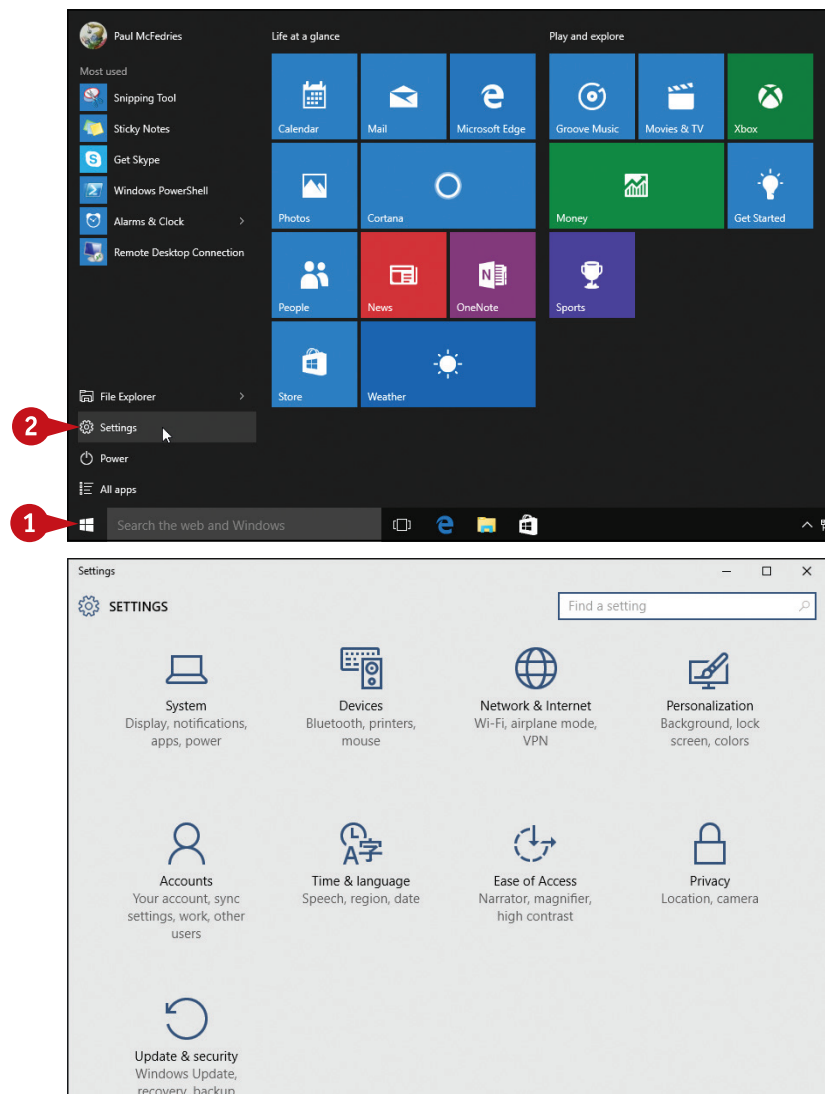 Paul McFedries
Life at a glance
Play and explore
Most used
Snipping Tool
Sticky Notes
Get Skype
Windows PowerShell
Alarms & Clock
Remote Desktop Connection
Calendar
Mail
Microsoft Edge
Groove Music
Movies & TV
Xbox
Photos
Cortana
Money
Get Started
People
News
OneNote
Sports
Store
Weather
File Explorer
2
Settings
Power
All apps
1
Search the web and Windows
Settings
SETTINGS
Find a setting
System
Display, notifications,
apps, power
Devices
Bluetooth, printers,
mouse
Network & Internet
Wi-Fi, airplane mode,
VPN
Personalization
Background, lock
screen, colors
Accounts
Your account, sync
settings, work, other
users
Time & language
Speech, region, date
Ease of Access
Narrator, magnifier,
high contrast
Privacy
Location, camera
Update & security
Windows Update,
recovery, backup